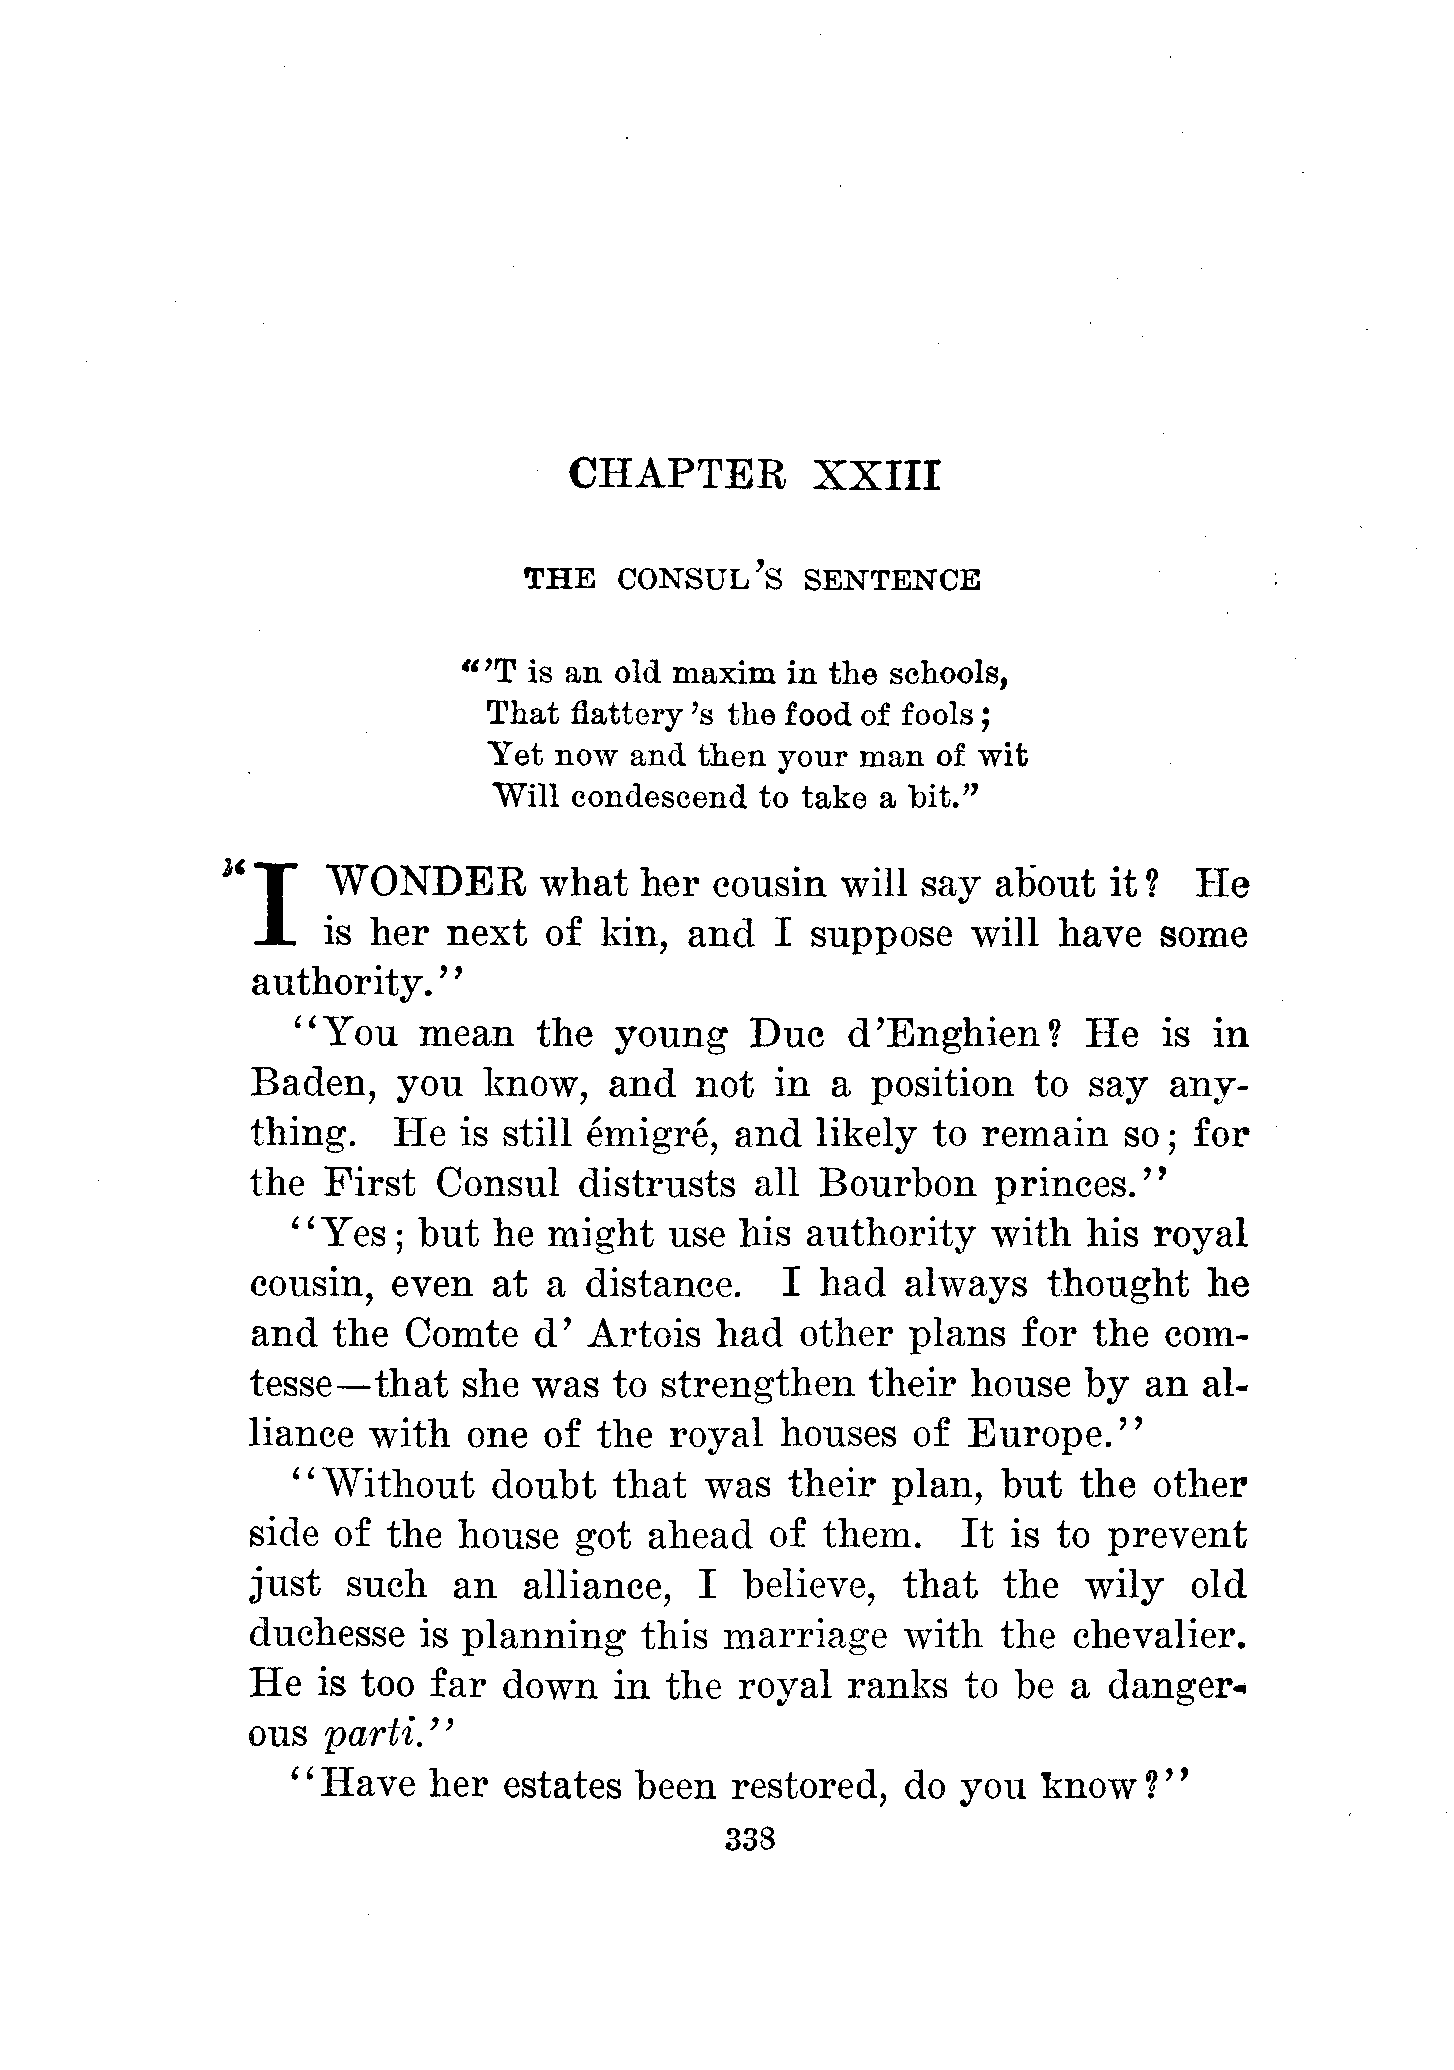 CHAPTER XXIII
THE CONSUL'S SENTENCE
"'T is an old maxim in the schools,
That flattery 's the food of fools;
Yet now and then your man of wit
Will condescend to take a bit."
"I WONDER what her cousin will say about it? He
is her next of kin, and I suppose will have some
authority."
"You mean the young Duc d'Enghien? He is in
Baden, you know, and not in a position to say any-
thing. He is still émigré, and likely to remain so; for
the First Consul distrusts all Bourbon princes."
"Yes; but he might use his authority with his royal
cousin, even at a distance. I had always thought he
and the Comte d' Artois had other plans for the com-
tesse—that she was to strengthen their house by an al-
liance with one of the royal houses of Europe."
"Without doubt that was their plan, but the other
side of the house got ahead of them. It is to prevent
just such an alliance, I believe, that the wily old
duchesse is planning this marriage with the chevalier.
He is too far down in the royal ranks to be a danger-
ous parti."
"Have her estates been restored, do you know?"
338